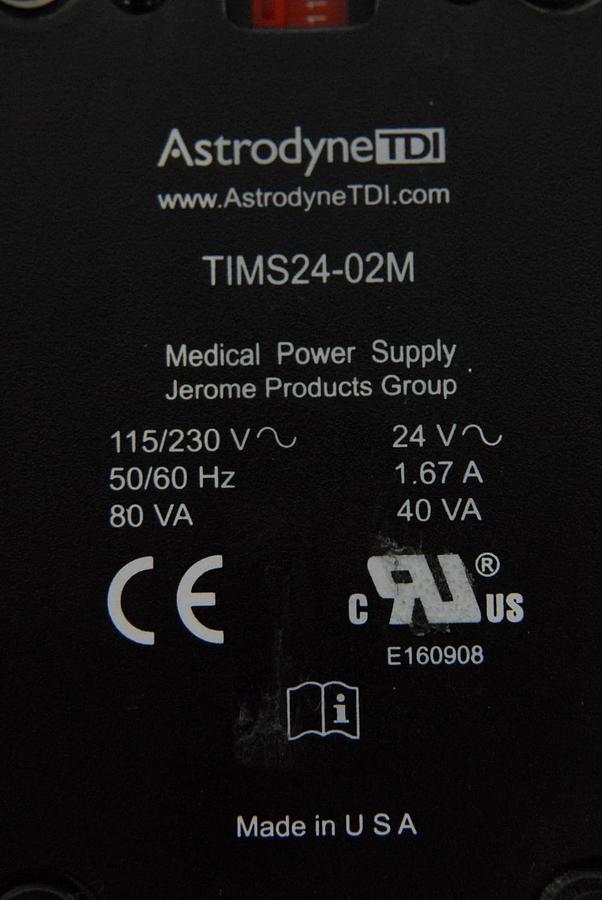 AstrodyneTDI
www.AstrodyneTDI.com
TIMS24-02M
Medical Power Supply
Jerome Products Group
115/230 V∿ 24 V∿
50/60 Hz 1.67 A
80 VA 40 VA
CE c RU ® US
E160908
i
Made in U S A